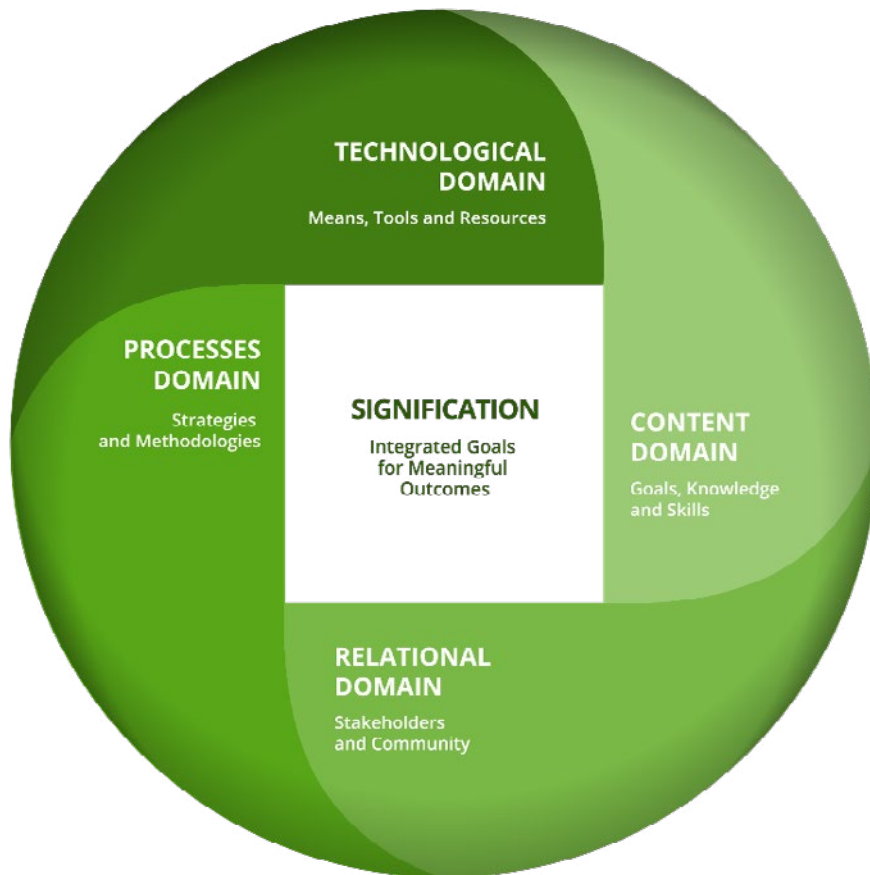 TECHNOLOGICAL
DOMAIN
Means, Tools and Resources
PROCESSES
DOMAIN
Strategies
and Methodologies
SIGNIFICATION
Integrated Goals
for Meaningful
Outcomes
CONTENT
DOMAIN
Goals, Knowledge
and Skills
RELATIONAL
DOMAIN
Stakeholders
and Community